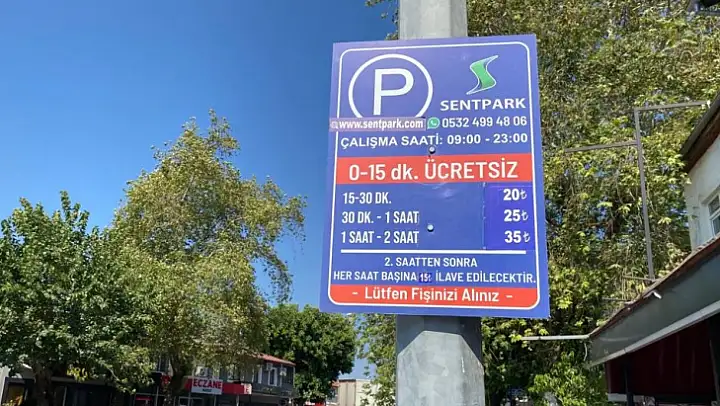 P
SENTPARK
www.sentpark.com 0532 499 48 06
ÇALIŞMA SAATİ: 09:00 - 23:00
0-15 dk. ÜCRETSİZ
15-30 DK. 20₺
30 DK. - 1 SAAT 25₺
1 SAAT - 2 SAAT 35₺
2. SAATTEN SONRA
HER SAAT BAŞINA 15₺ İLAVE EDİLECEKTİR.
- Lütfen Fişinizi Alınız -
ECZANE